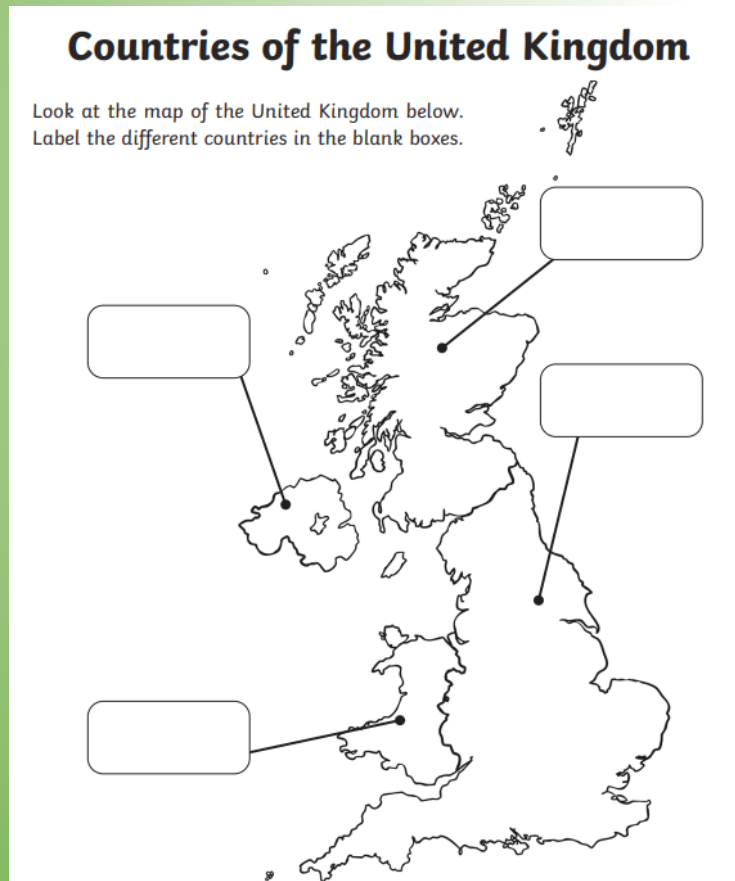 Countries of the United Kingdom
Look at the map of the United Kingdom below.
Label the different countries in the blank boxes.